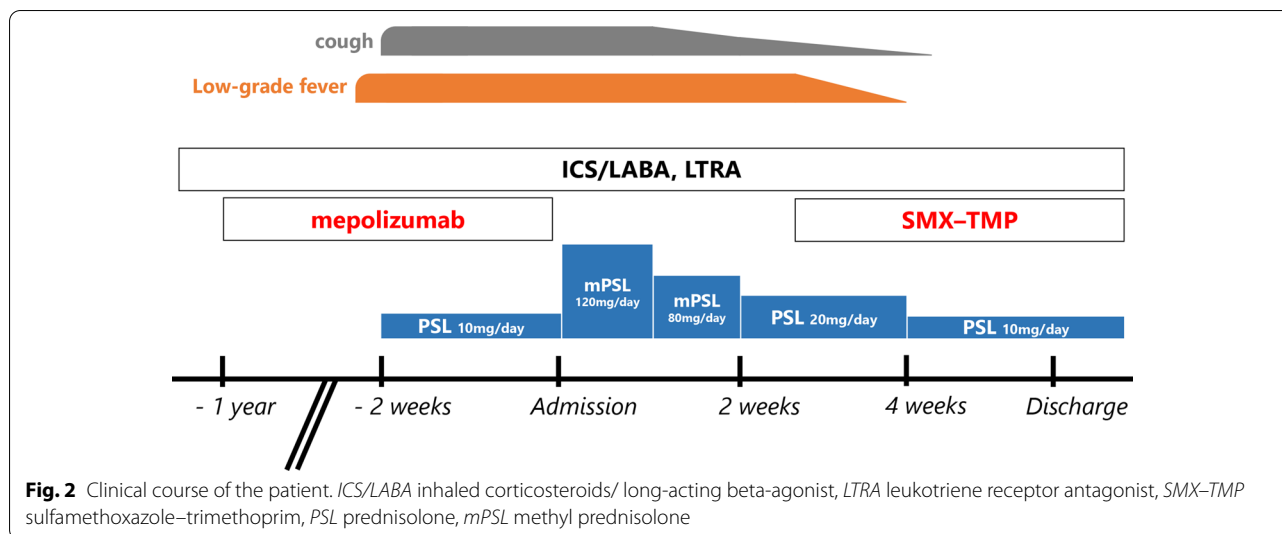 cough
Low-grade fever
ICS/LABA, LTRA
mepolizumab
SMX–TMP
mPSL
120mg/day
mPSL
80mg/day
PSL 10mg/day
PSL 20mg/day
PSL 10mg/day
- 1 year
- 2 weeks
Admission
2 weeks
4 weeks
Discharge
Fig. 2 Clinical course of the patient. ICS/LABA inhaled corticosteroids/ long-acting beta-agonist, LTRA leukotriene receptor antagonist, SMX–TMP
sulfamethoxazole–trimethoprim, PSL prednisolone, mPSL methyl prednisolone